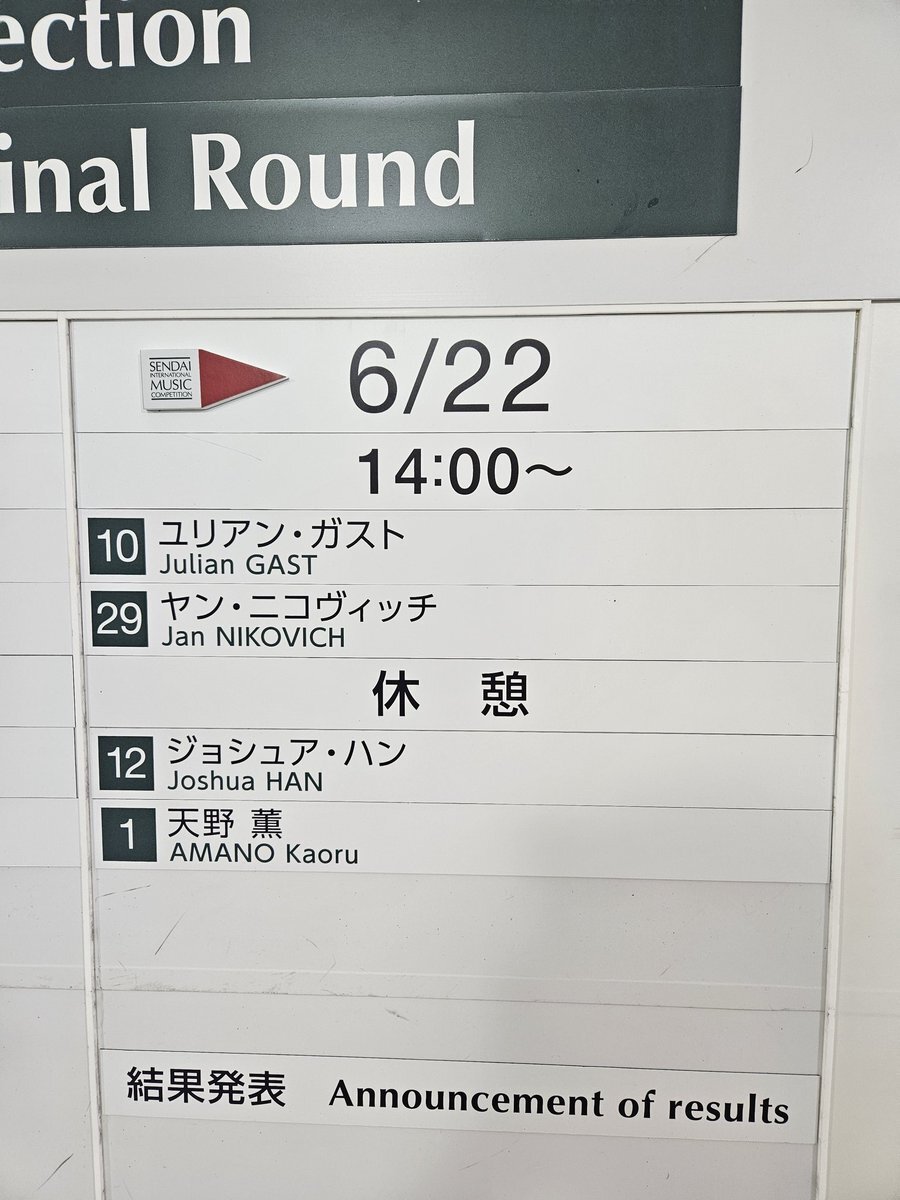 ection
inal Round
SENDAI
INTERNATIONAL
MUSIC
COMPETITION
6/22
14:00～
10 ユリアン・ガスト
Julian GAST
29 ヤン・ニコヴィッチ
Jan NIKOVICH
休 憩
12 ジョシュア・ハン
Joshua HAN
1 天野 薫
AMANO Kaoru
結果発表 Announcement of results